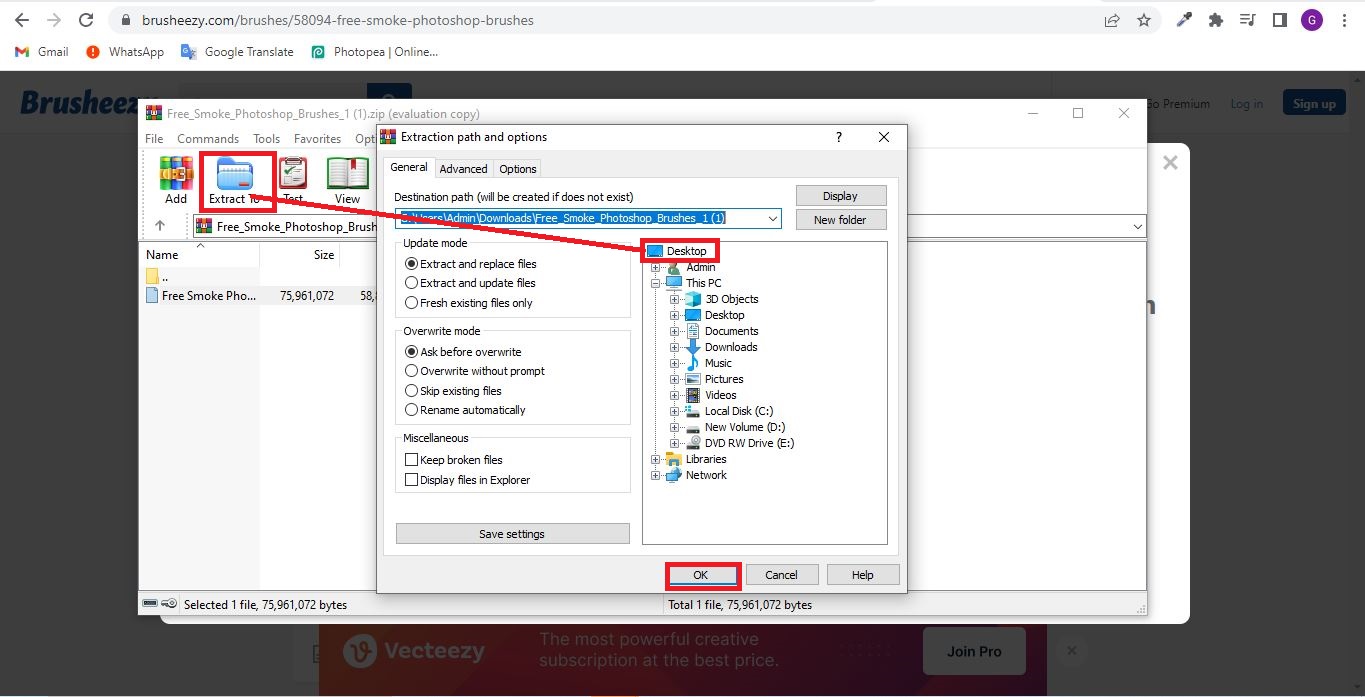 brusheezy.com/brushes/58094-free-smoke-photoshop-brushes
G
Gmail
WhatsApp
Google Translate
Photopea | Online...
Brusheezy
Go Premium
Log in
Sign up
Free_Smoke_Photoshop_Brushes_1 (1).zip (evaluation copy)
File Commands Tools Favorites Opt
Add
Extract To
Test
View
Free_Smoke_Photoshop_Brush
Name
Size
..
Free Smoke Pho...
75,961,072
58,8
Extraction path and options
?
General
Advanced
Options
Destination path (will be created if does not exist)
Display
\Users\Admin\Downloads\Free_Smoke_Photoshop_Brushes_1 (1)
New folder
Update mode
Extract and replace files
Extract and update files
Fresh existing files only
Overwrite mode
Ask before overwrite
Overwrite without prompt
Skip existing files
Rename automatically
Miscellaneous
Keep broken files
Display files in Explorer
Save settings
Desktop
Admin
This PC
3D Objects
Desktop
Documents
Downloads
Music
Pictures
Videos
Local Disk (C:)
New Volume (D:)
DVD RW Drive (E:)
Libraries
Network
OK
Cancel
Help
Selected 1 file, 75,961,072 bytes
Total 1 file, 75,961,072 bytes
Vecteezy
The most powerful creative
subscription at the best price.
Join Pro